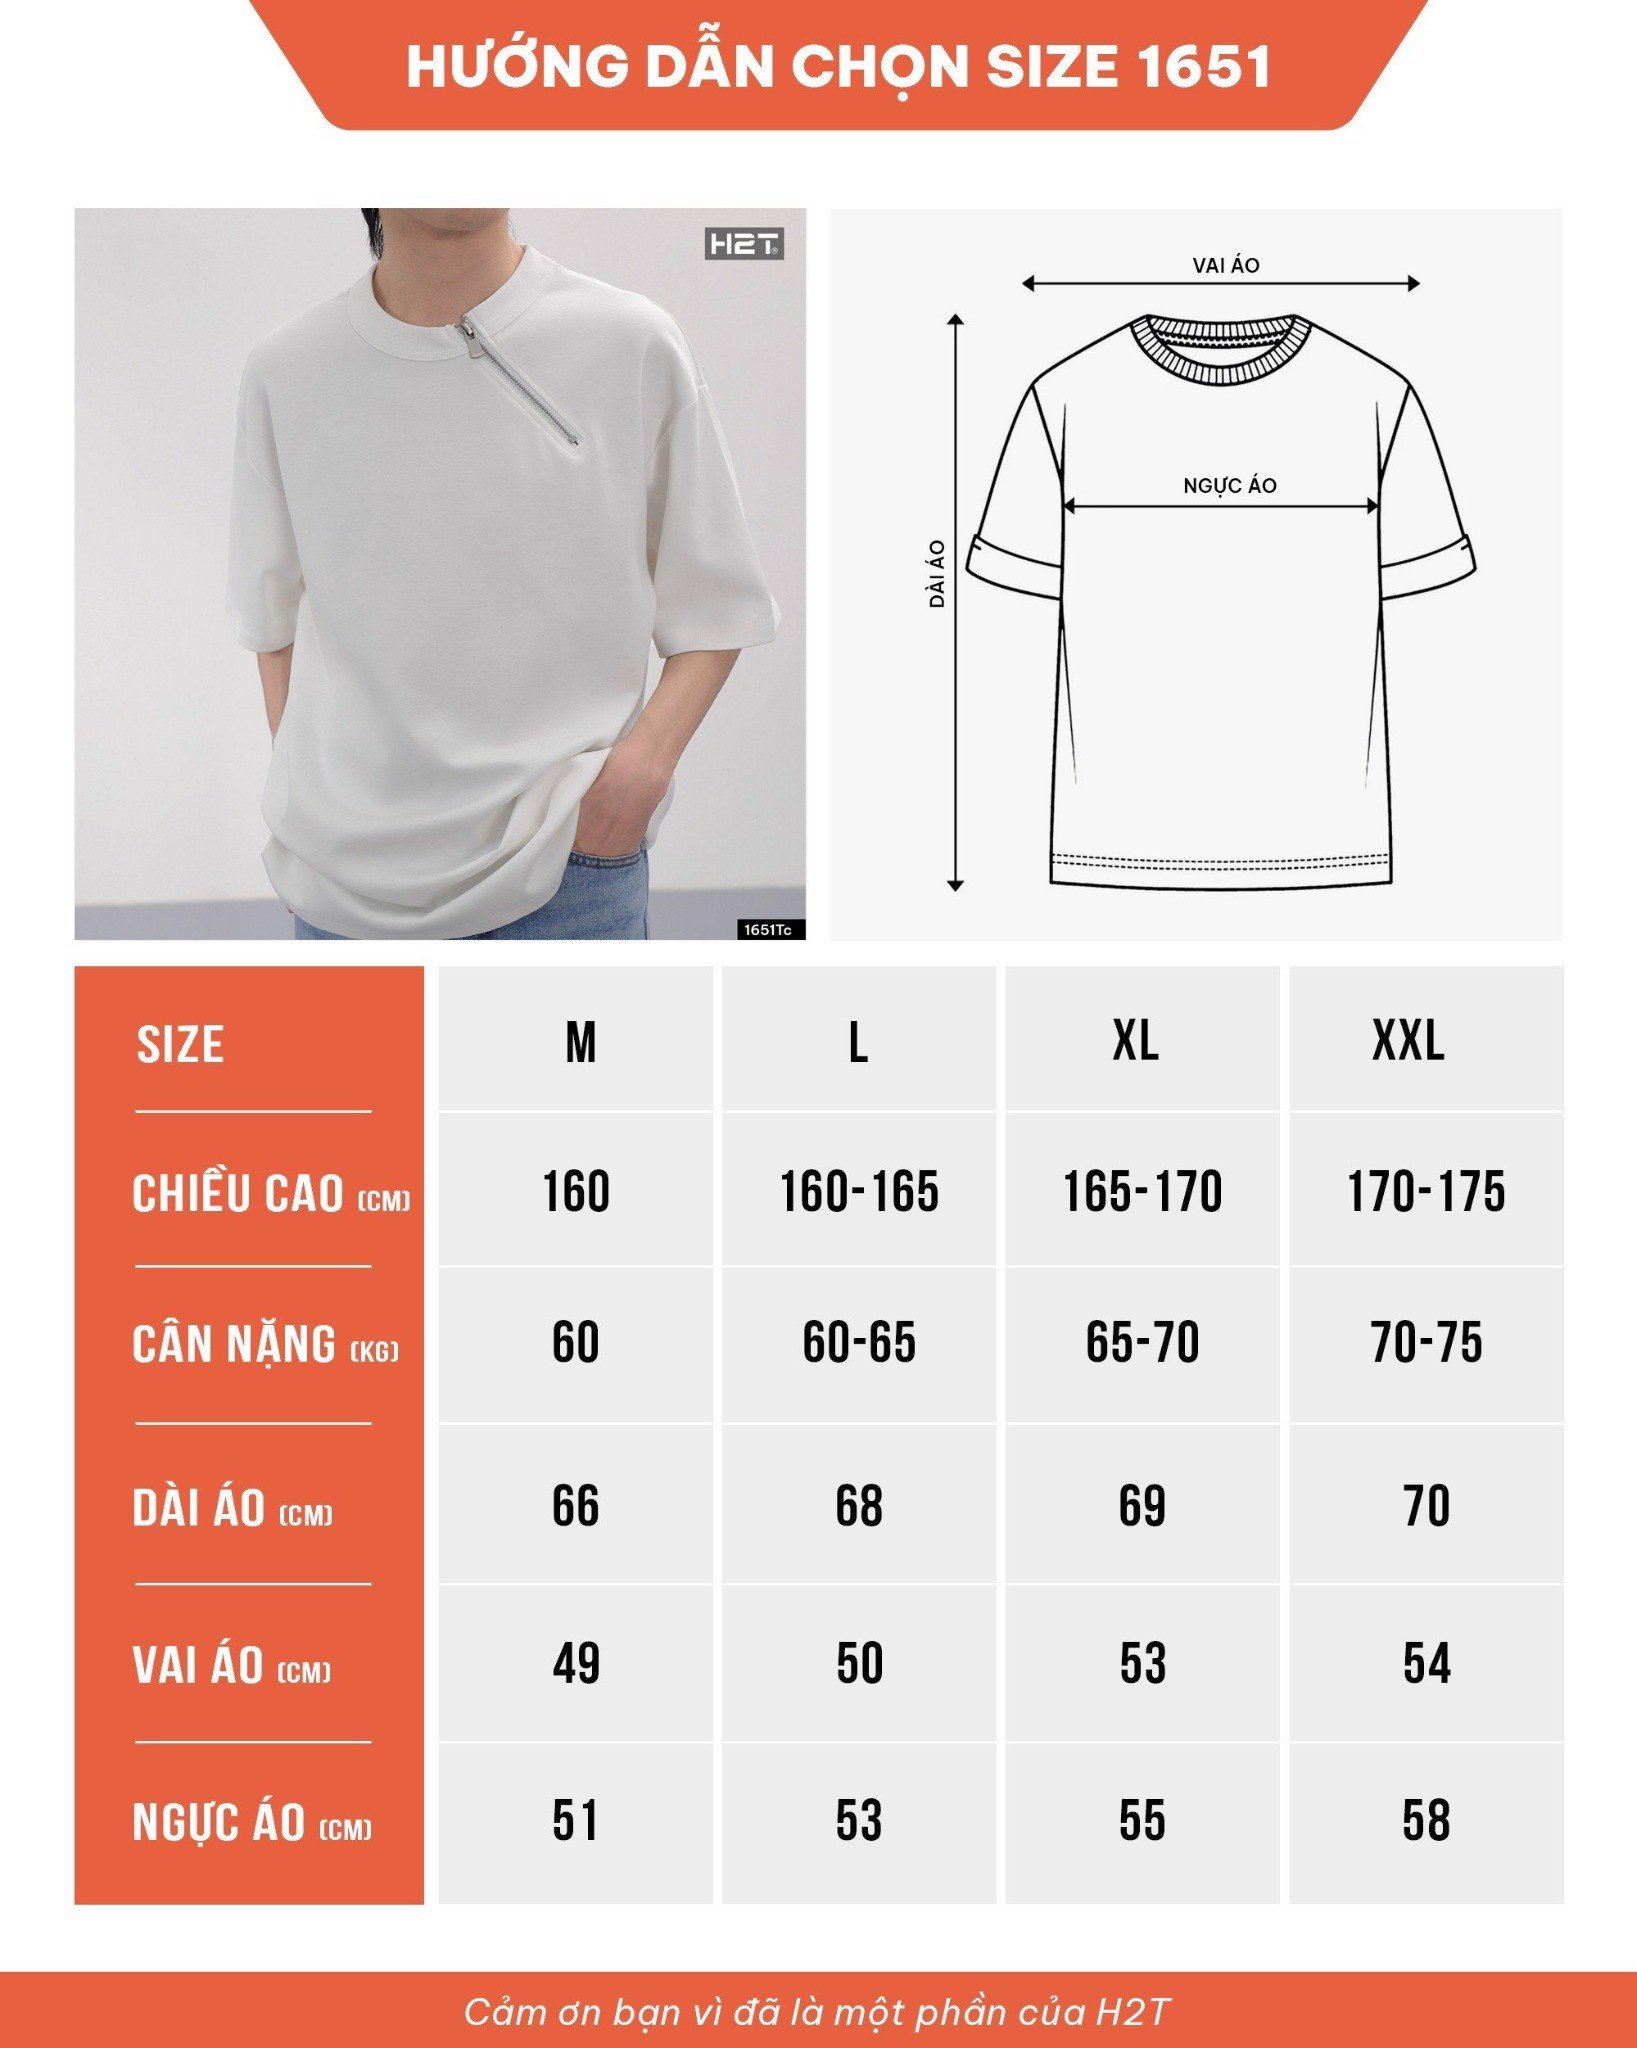 HƯỚNG DẪN CHỌN SIZE 1651
H2T®
1651Tc
VAI ÁO
NGỰC ÁO
DÀI ÁO
SIZE M L XL XXL
CHIỀU CAO (CM) 160 160-165 165-170 170-175
CÂN NẶNG (KG) 60 60-65 65-70 70-75
DÀI ÁO (CM) 66 68 69 70
VAI ÁO (CM) 49 50 53 54
NGỰC ÁO (CM) 51 53 55 58
Cảm ơn bạn vì đã là một phần của H2T